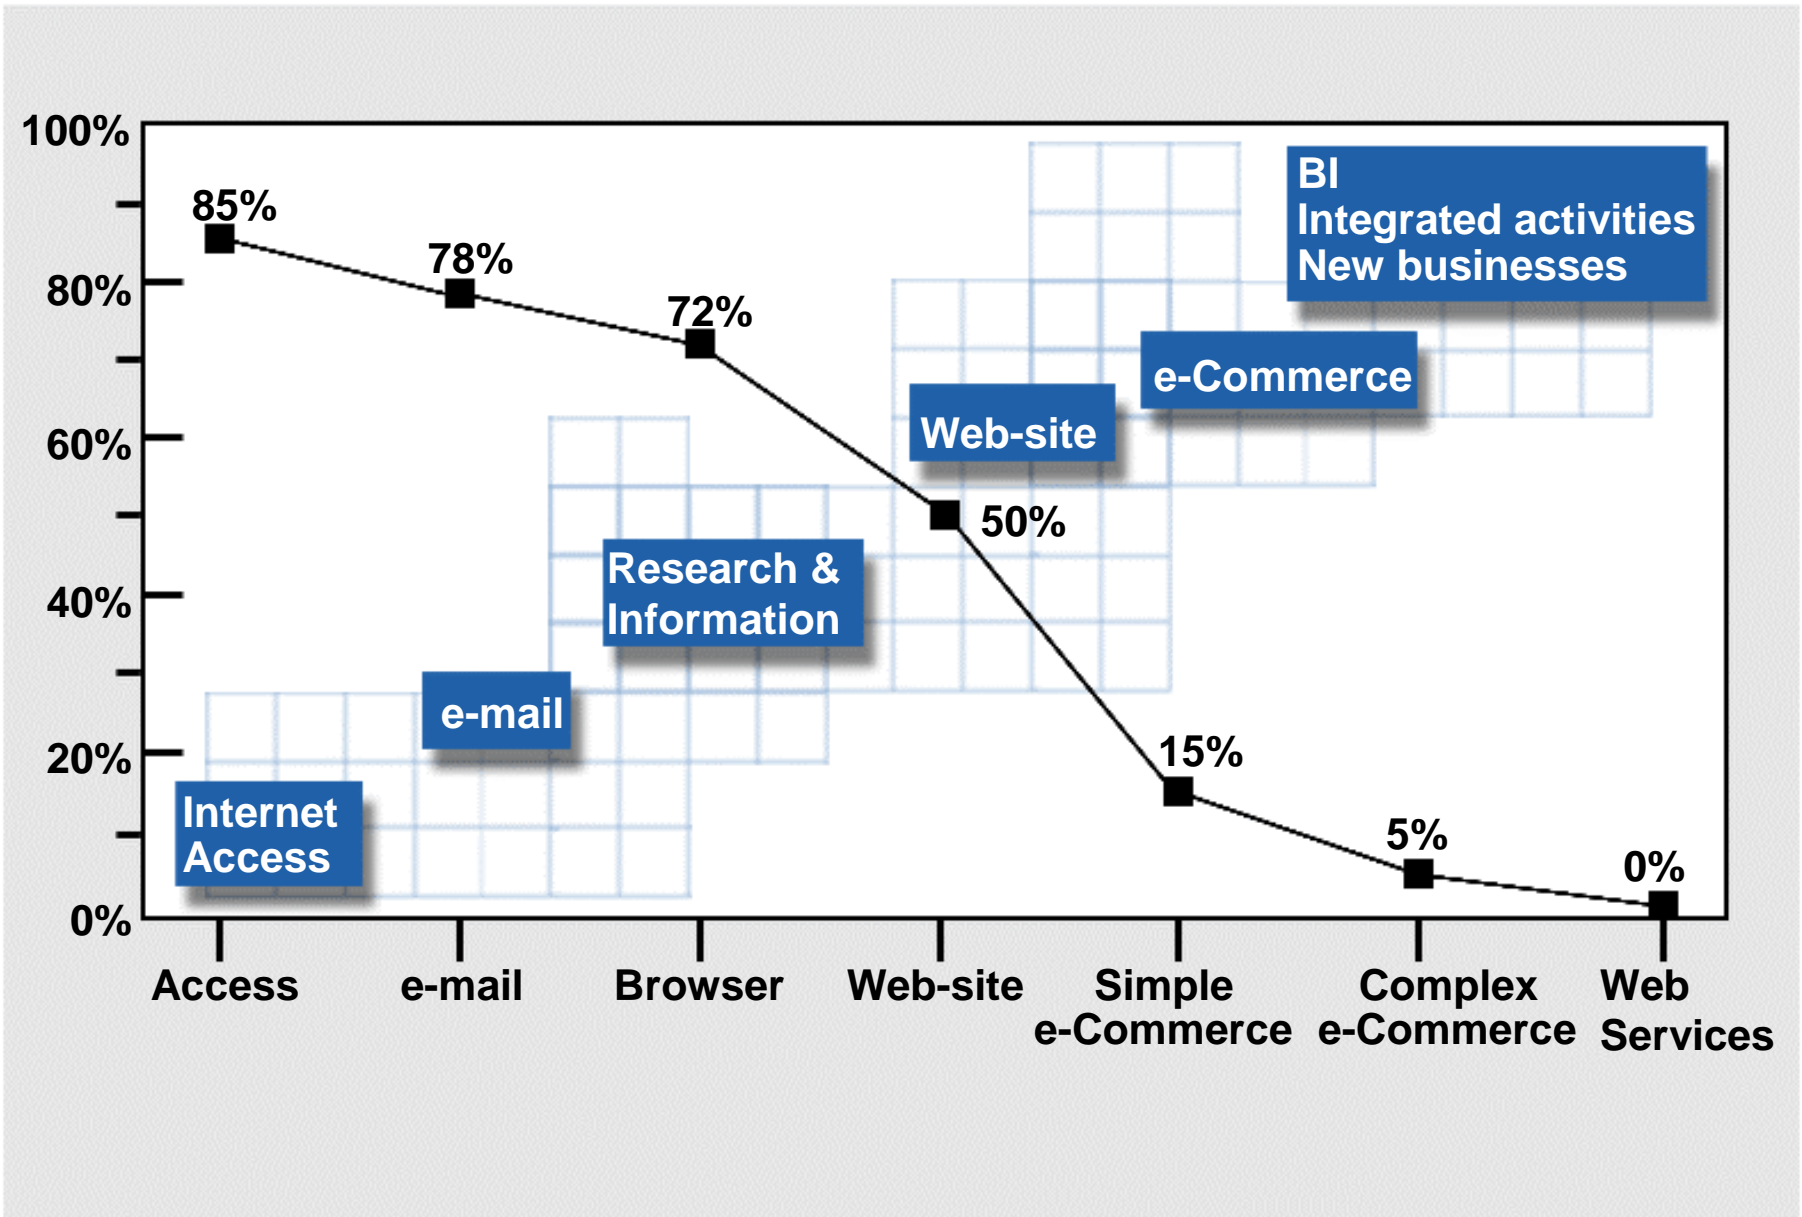 100%
80%
60%
40%
20%
0%
85%
78%
72%
50%
15%
5%
0%
BI
Integrated activities
New businesses
e-Commerce
Web-site
Research &
Information
e-mail
Internet
Access
Access
e-mail
Browser
Web-site
Simple
e-Commerce
Complex
e-Commerce
Web
Services